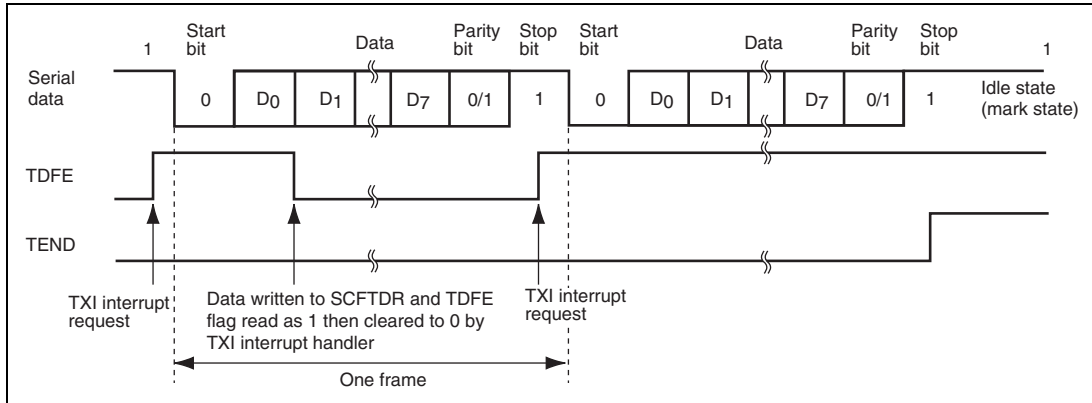 1 Start bit Data Parity bit Stop bit Start bit Data Parity bit Stop bit 1
Serial data 0 D0 D1 D7 0/1 1 0 D0 D1 D7 0/1 1 Idle state (mark state)
TDFE
TEND
TXI interrupt request
Data written to SCFTDR and TDFE
flag read as 1 then cleared to 0 by
TXI interrupt handler
TXI interrupt request
One frame